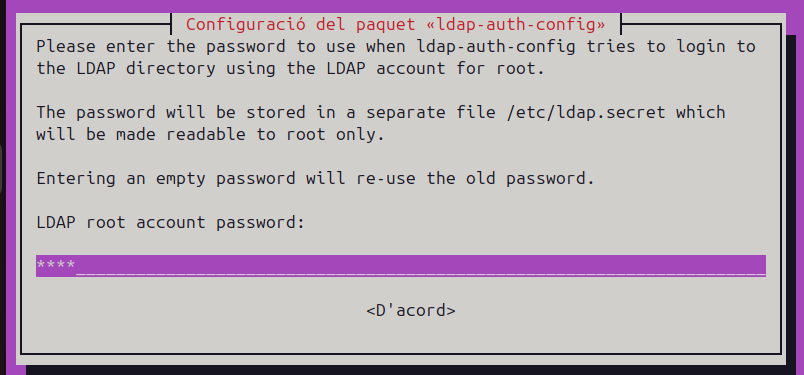 Configuració del paquet «ldap-auth-config»
Please enter the password to use when ldap-auth-config tries to login to
the LDAP directory using the LDAP account for root.
The password will be stored in a separate file /etc/ldap.secret which
will be made readable to root only.
Entering an empty password will re-use the old password.
LDAP root account password:
****
<D'acord>